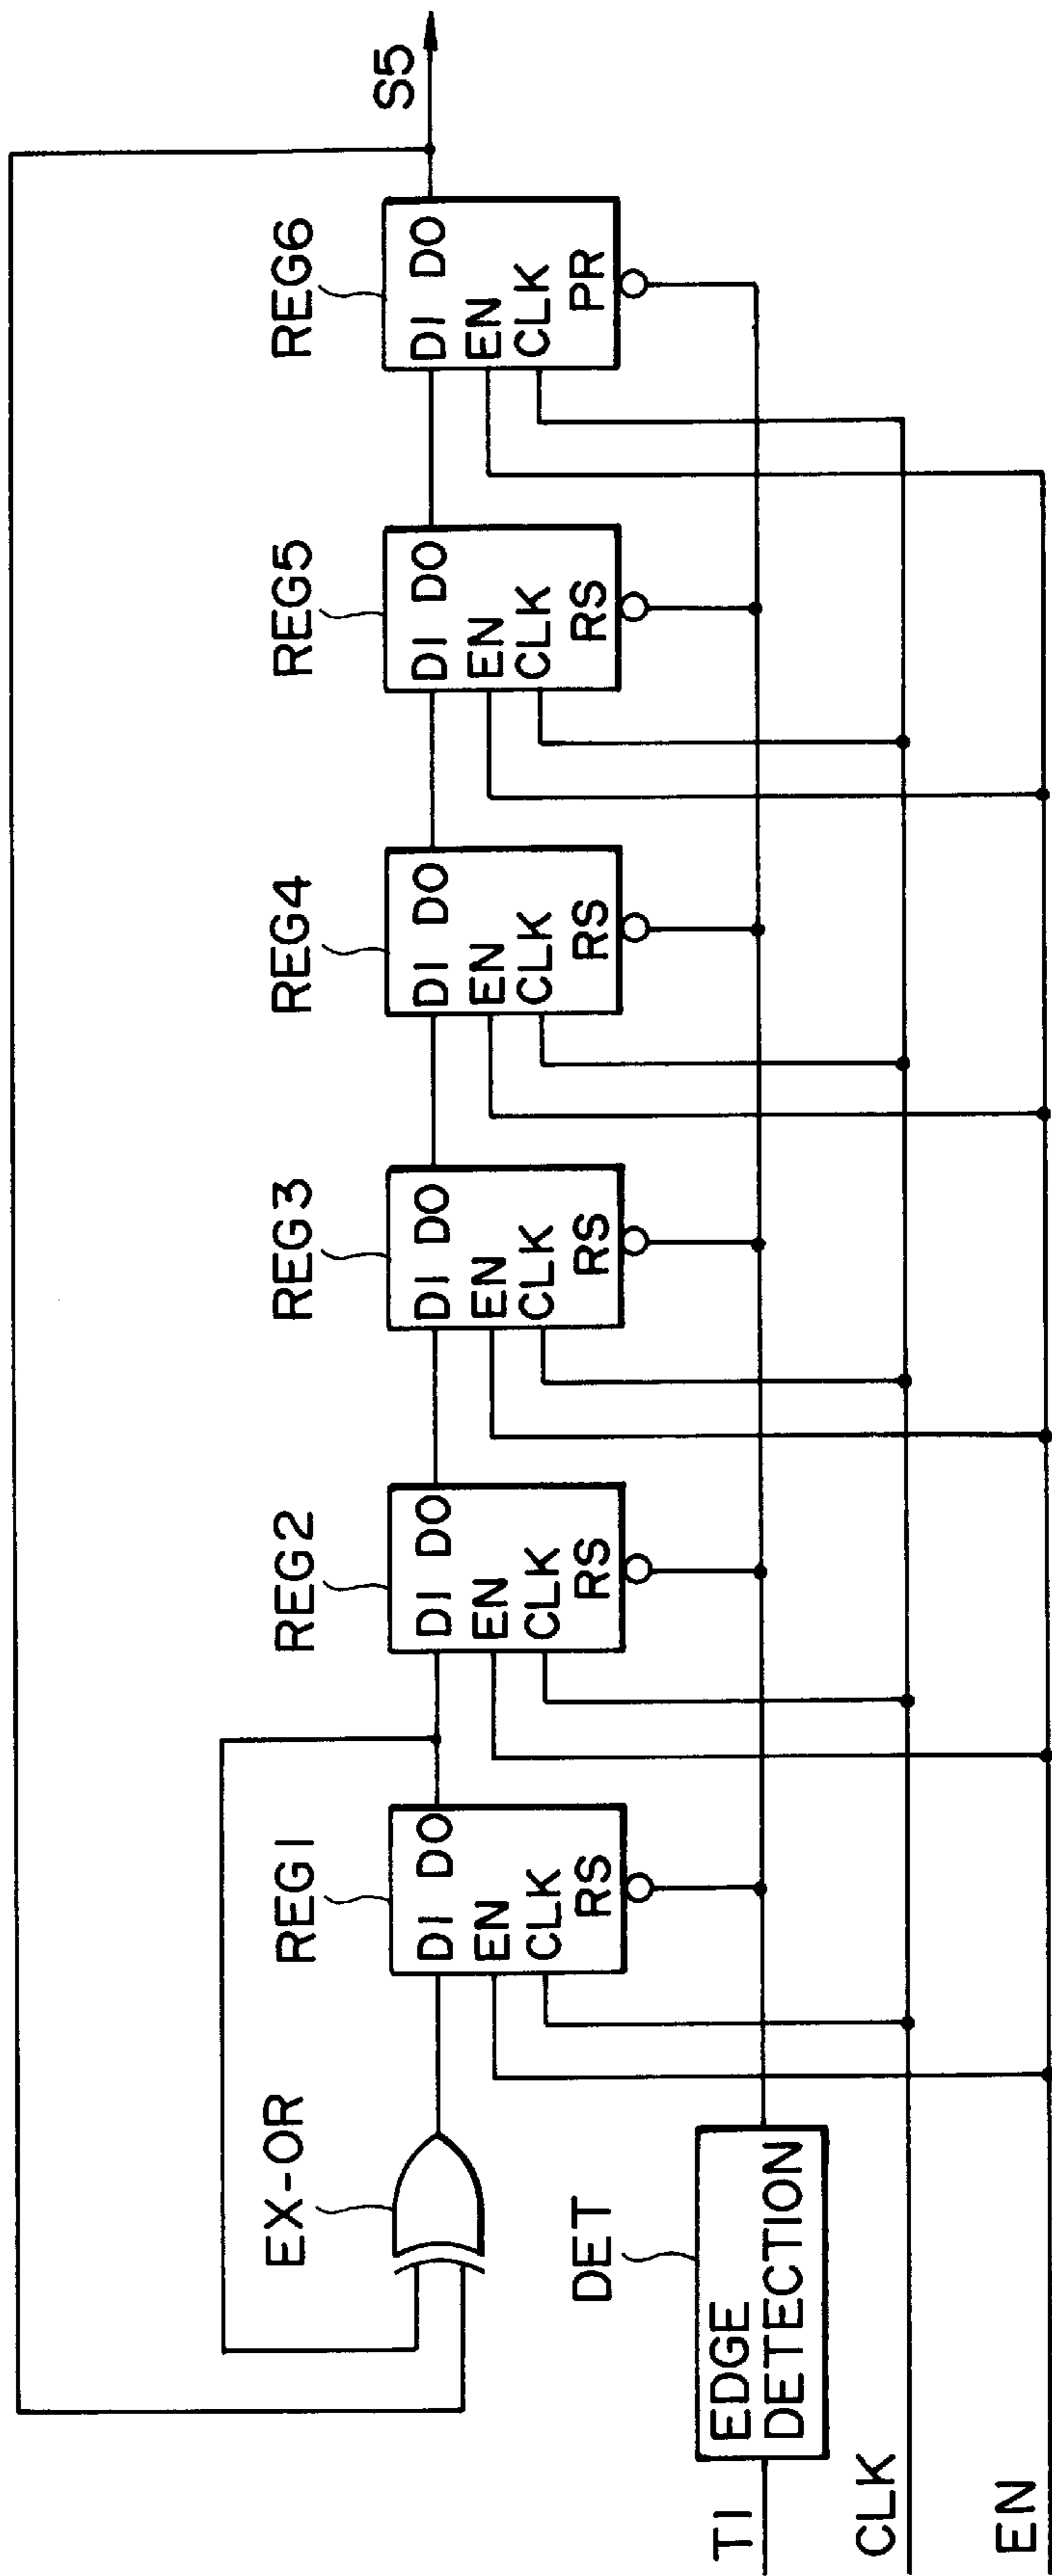 S5
REG1
REG2
REG3
REG4
REG5
REG6
EX-OR
DI DO
EN
CLK
RS
DI DO
EN
CLK
RS
DI DO
EN
CLK
RS
DI DO
EN
CLK
RS
DI DO
EN
CLK
RS
DI DO
EN
CLK
PR
DET
EDGE
DETECTION
T1
CLK
EN